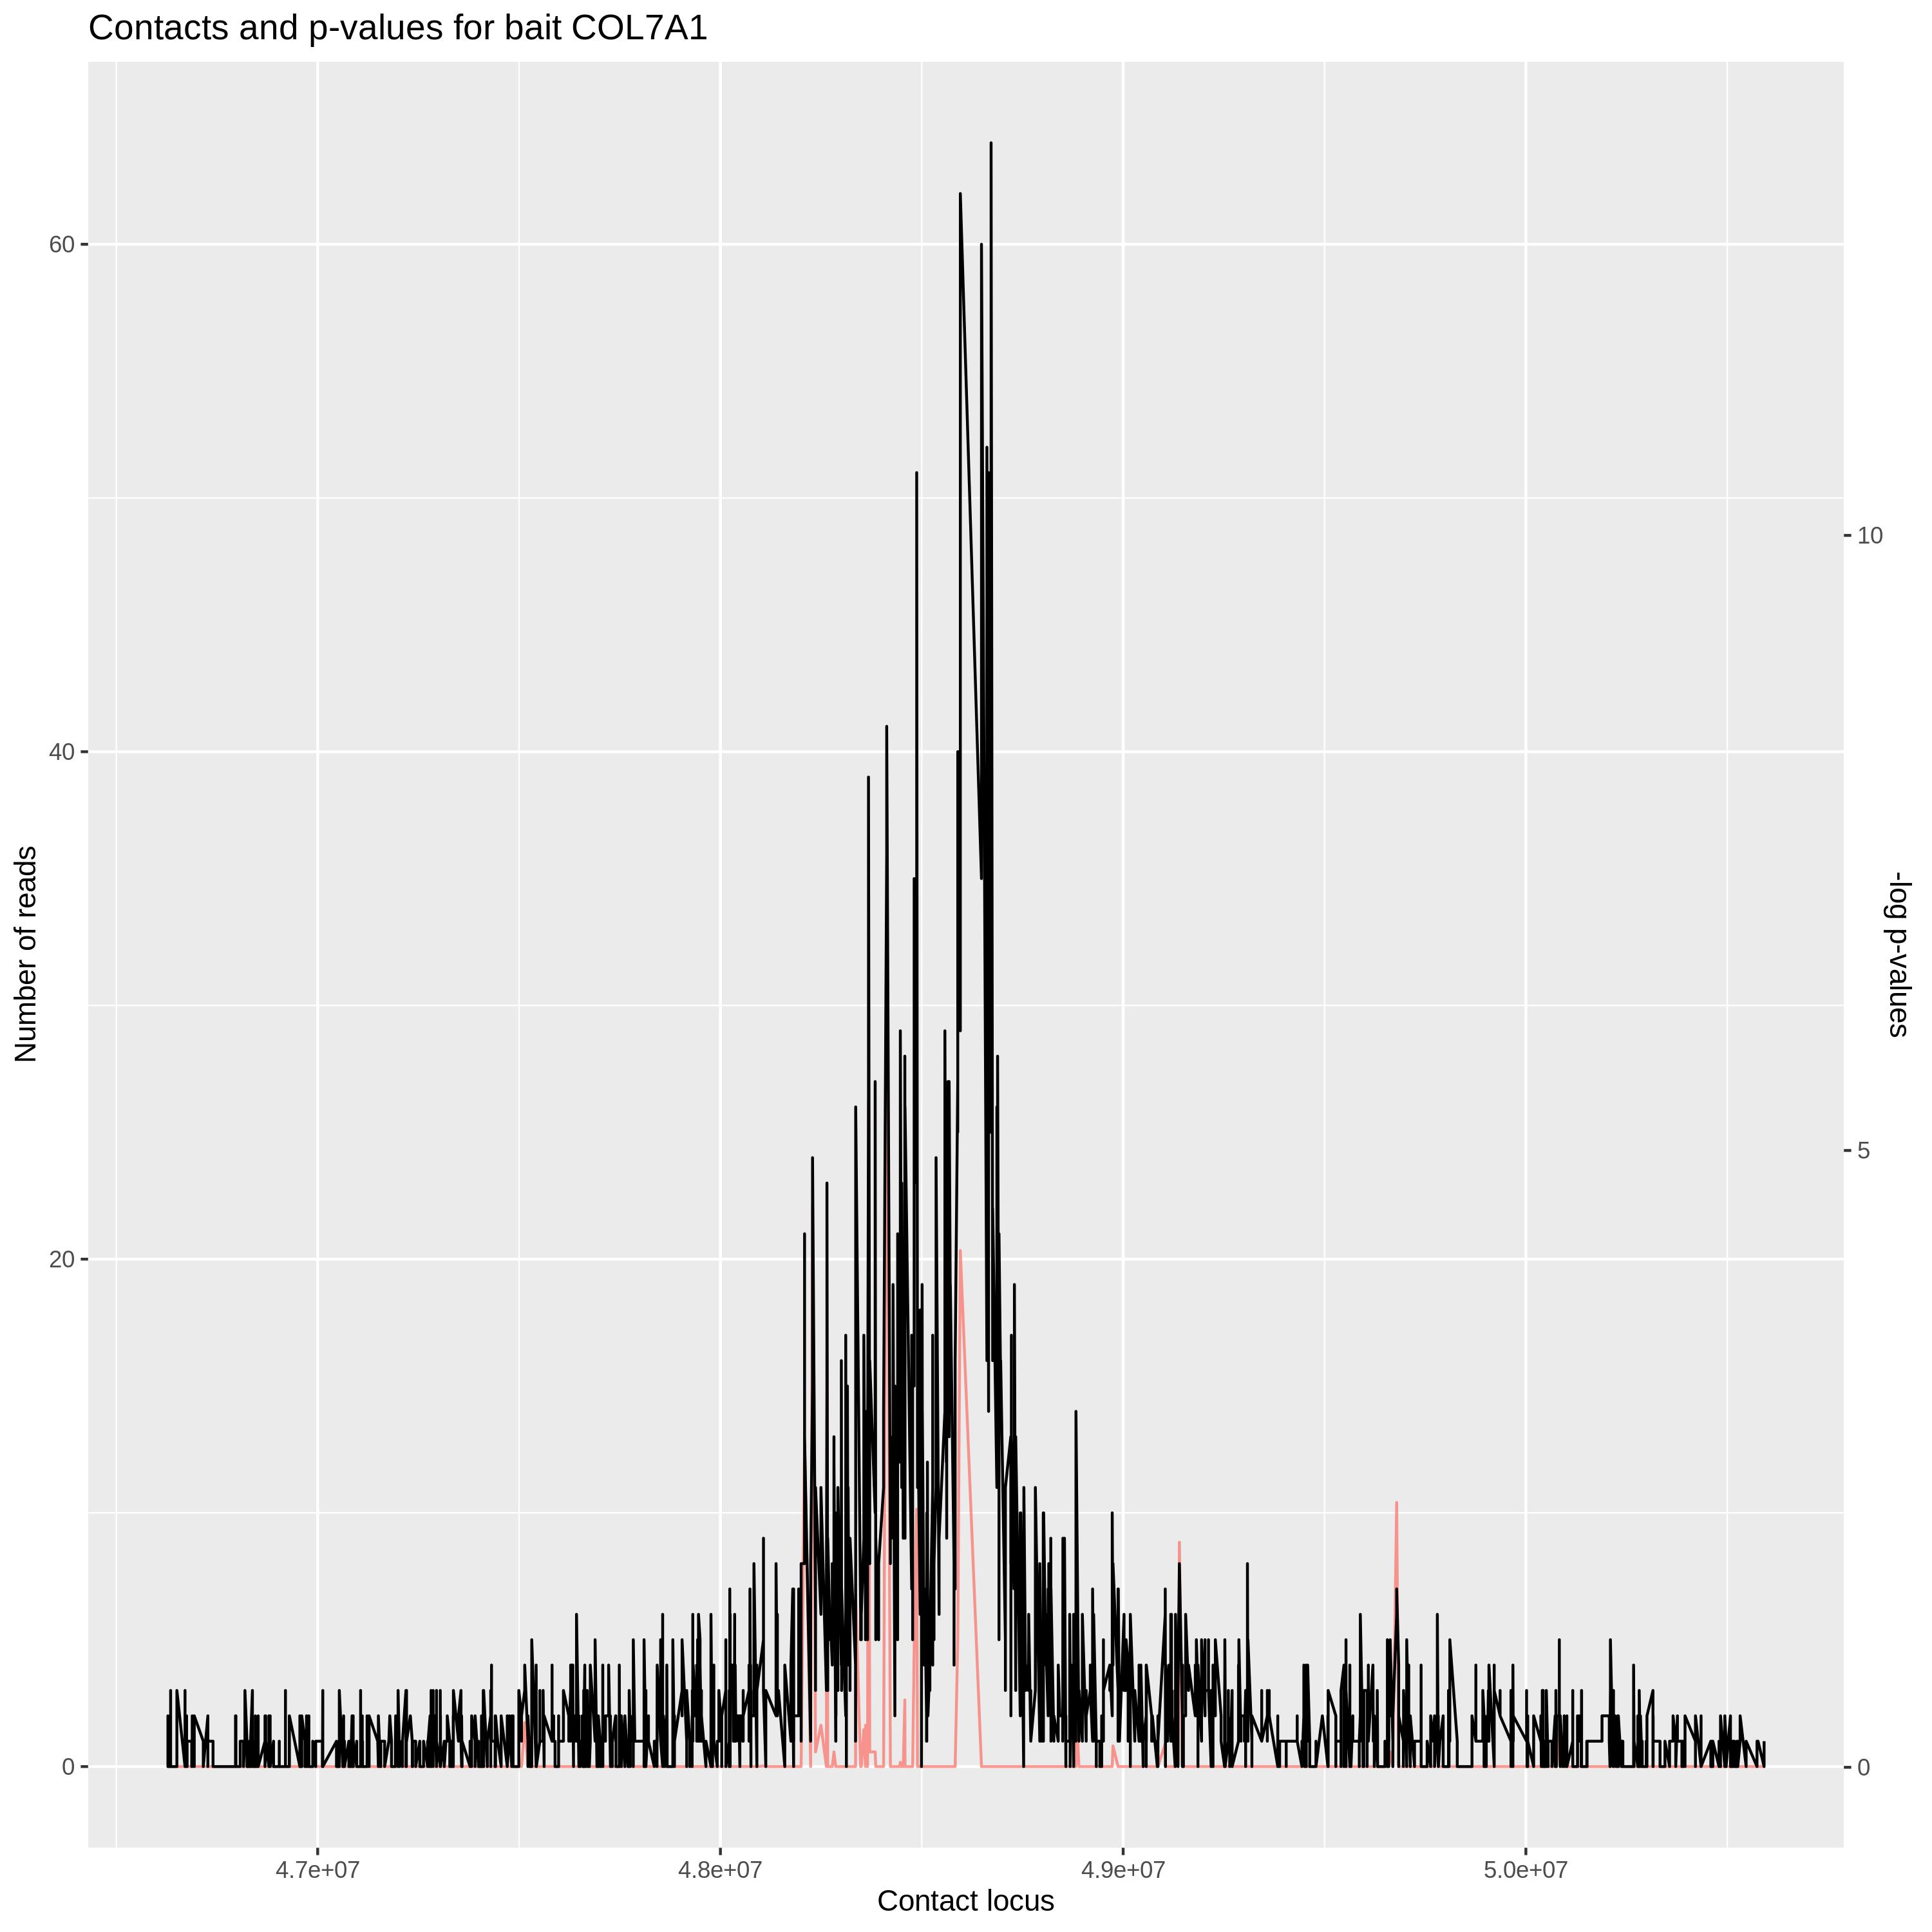 Contacts and p-values for bait COL7A1
60
40
20
0
Number of reads
10
5
0
-log p-values
4.7e+07
4.8e+07
4.9e+07
5.0e+07
Contact locus